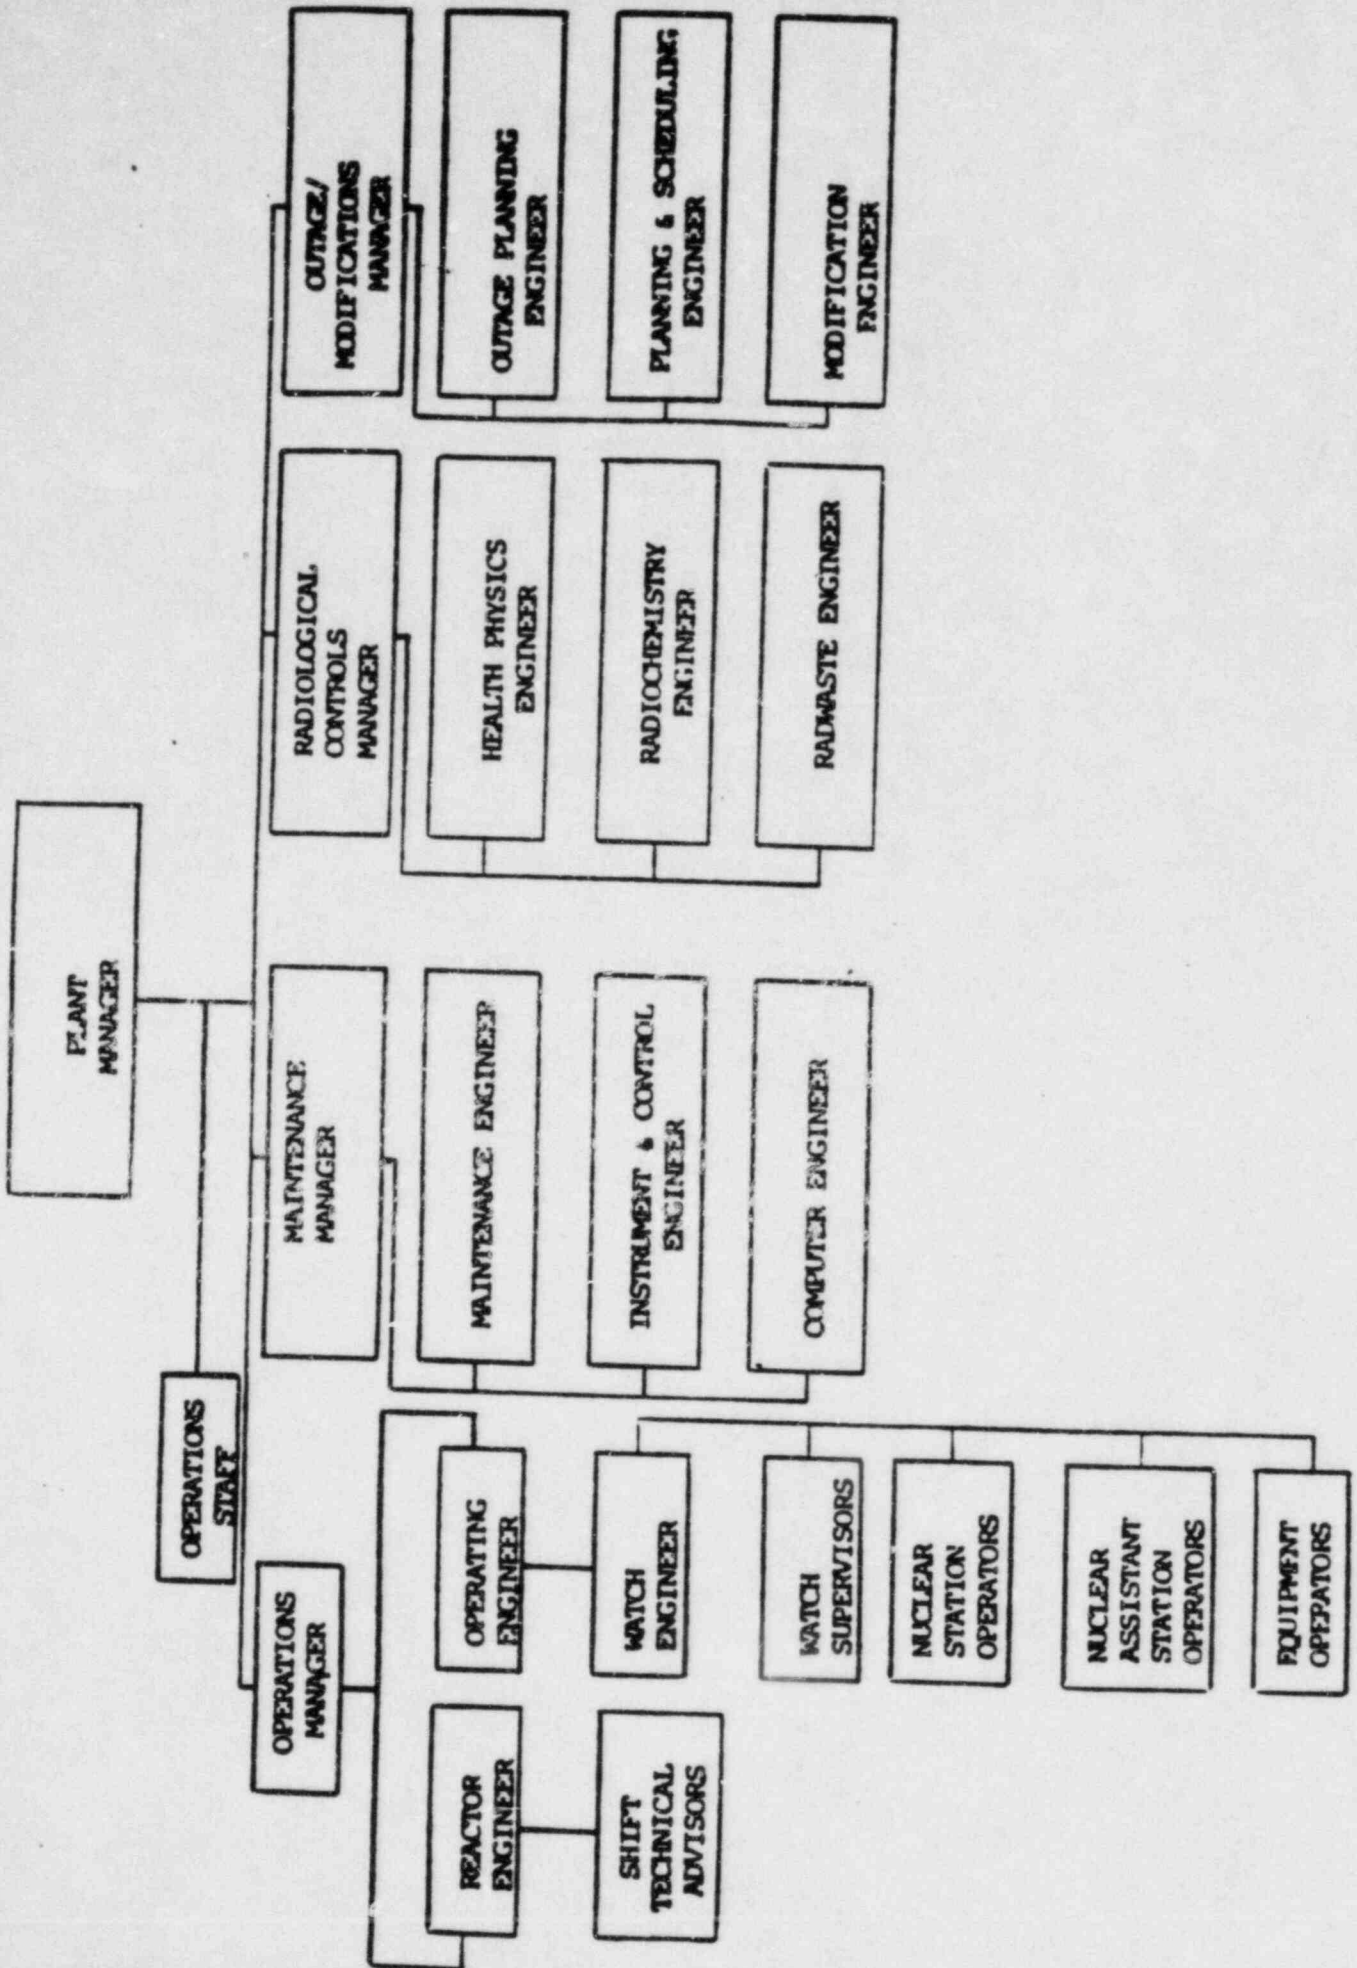 PLANT
MANAGER
OPERATIONS
STAFF
OPERATIONS
MANAGER
MAINTENANCE
MANAGER
RADIOLOGICAL
CONTROLS
MANAGER
OUTAGE/
MODIFICATIONS
MANAGER
REACTOR
ENGINEER
OPERATING
ENGINEER
MAINTENANCE ENGINEER
HEALTH PHYSICS
ENGINEER
OUTAGE PLANNING
ENGINEER
SHIFT
TECHNICAL
ADVISORS
WATCH
ENGINEER
INSTRUMENT & CONTROL
ENGINEER
RADIOCHEMISTRY
ENGINEER
PLANNING & SCHEDULING
ENGINEER
WATCH
SUPERVISORS
COMPUTER ENGINEER
RADWASTE ENGINEER
MODIFICATION
ENGINEER
NUCLEAR
STATION
OPERATORS
NUCLEAR
ASSISTANT
STATION
OPERATORS
EQUIPMENT
OPERATORS